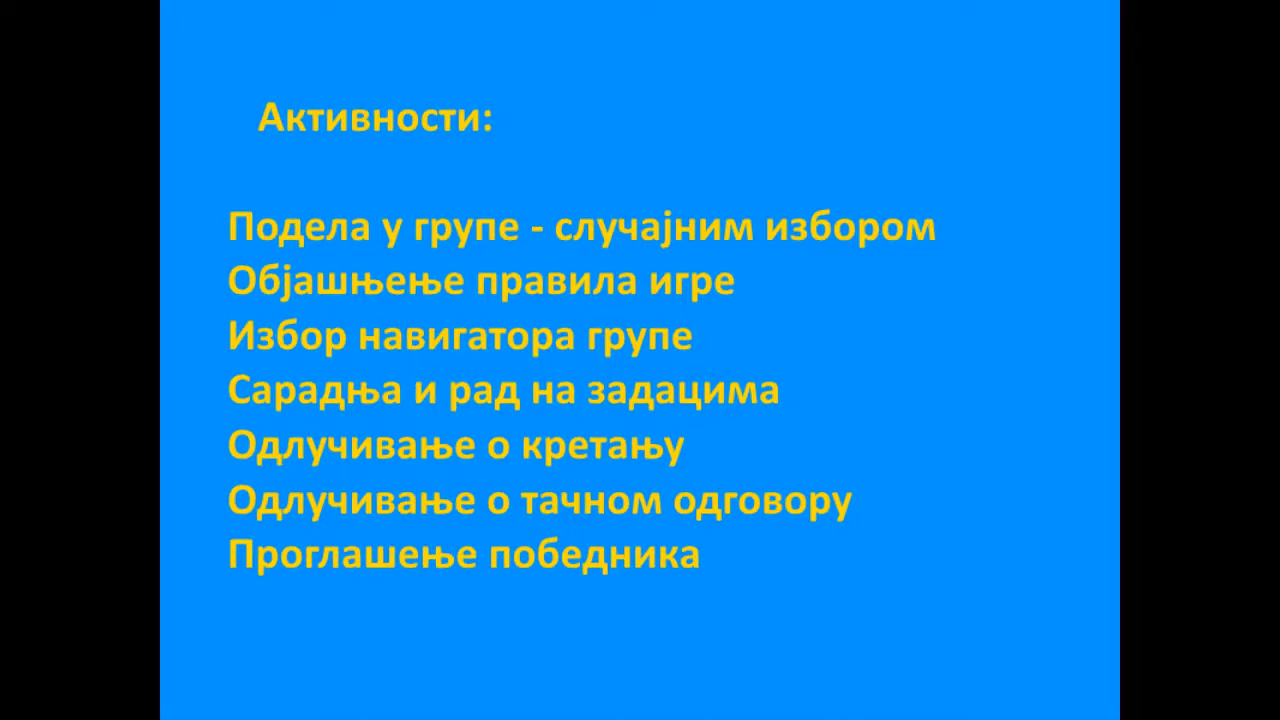 Активности:
Подела у групе - случајним избором
Објашњење правила игре
Избор навигатора групе
Сарадња и рад на задацима
Одлучивање о кретању
Одлучивање о тачном одговору
Проглашење победника